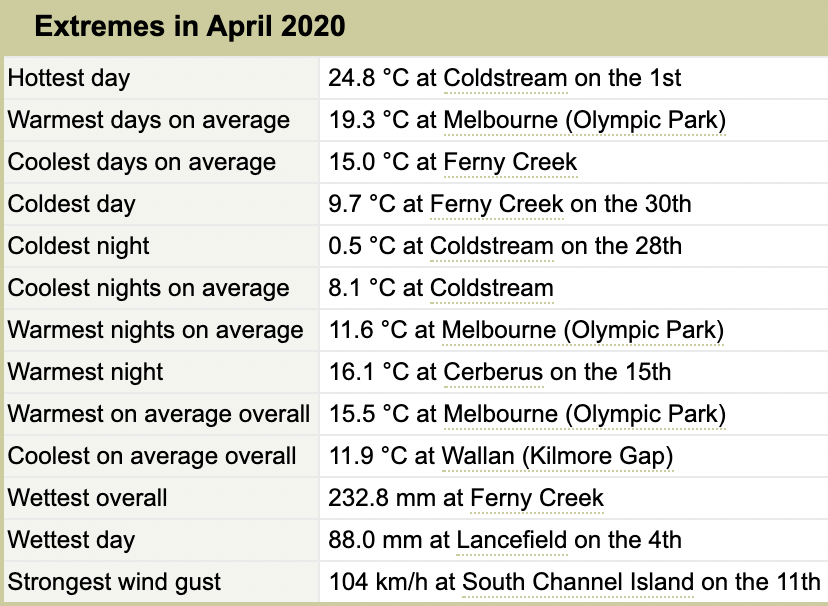 Extremes in April 2020
Hottest day 24.8 °C at Coldstream on the 1st
Warmest days on average 19.3 °C at Melbourne (Olympic Park)
Coolest days on average 15.0 °C at Ferny Creek
Coldest day 9.7 °C at Ferny Creek on the 30th
Coldest night 0.5 °C at Coldstream on the 28th
Coolest nights on average 8.1 °C at Coldstream
Warmest nights on average 11.6 °C at Melbourne (Olympic Park)
Warmest night 16.1 °C at Cerberus on the 15th
Warmest on average overall 15.5 °C at Melbourne (Olympic Park)
Coolest on average overall 11.9 °C at Wallan (Kilmore Gap)
Wettest overall 232.8 mm at Ferny Creek
Wettest day 88.0 mm at Lancefield on the 4th
Strongest wind gust 104 km/h at South Channel Island on the 11th